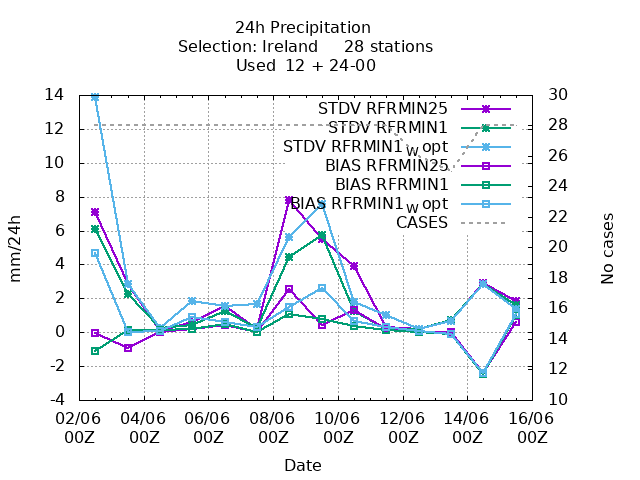 24h Precipitation
Selection: Ireland 28 stations
Used 12 + 24-00
14
12
10
8
6
4
2
0
-2
-4
mm/24h
30
28
26
24
22
20
18
16
14
12
10
No cases
STDV RFRMIN25
STDV RFRMIN1
STDV RFRMIN1_W opt
BIAS RFRMIN25
BIAS RFRMIN1
BIAS RFRMIN1_W opt
CASES
02/06 04/06 06/06 08/06 10/06 12/06 14/06 16/06
00Z 00Z 00Z 00Z 00Z 00Z 00Z 00Z
Date